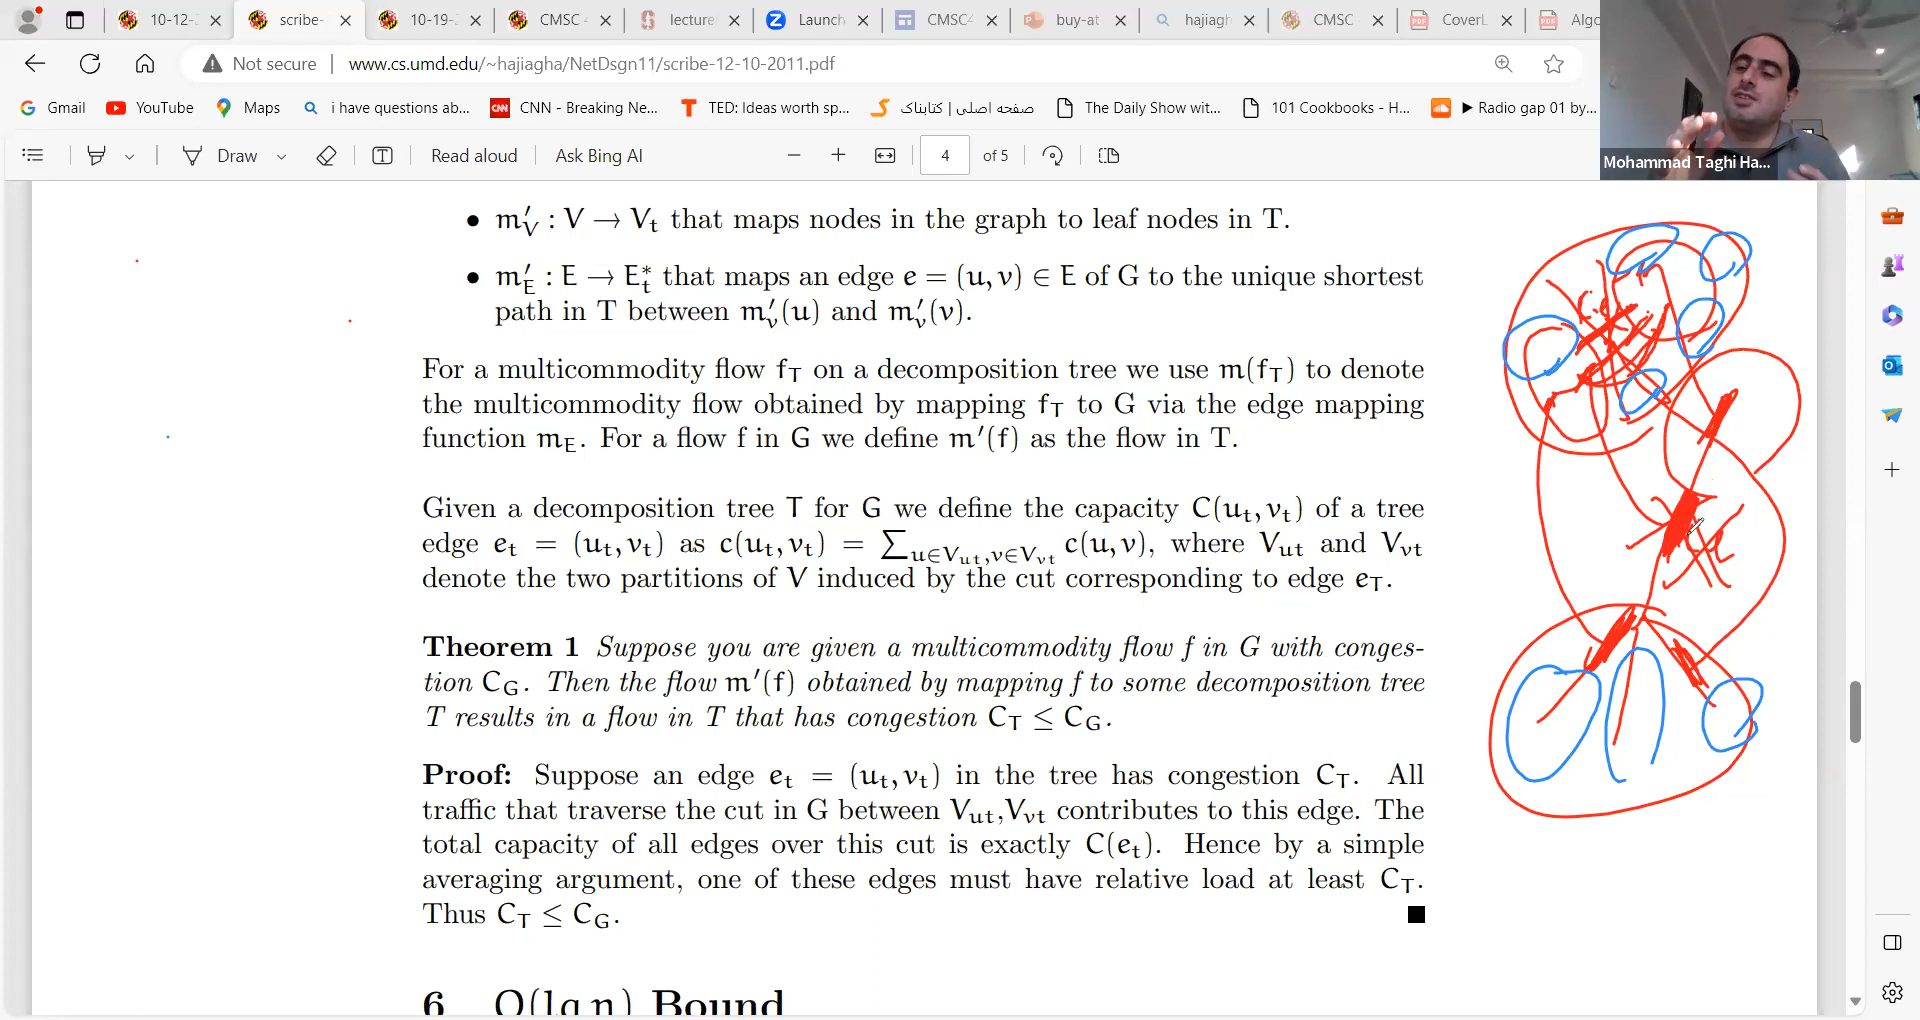 10-12-
scribe-
10-19-
CMSC
lecture
Launch
CMSC4
buy-at
hajiagh
CMSC
CoverL
Algo
Not secure
www.cs.umd.edu/~hajiagha/NetDsgn11/scribe-12-10-2011.pdf
Gmail
YouTube
Maps
i have questions ab...
CNN - Breaking Ne...
TED: Ideas worth sp...
صفحه اصلی | کتابناک
The Daily Show wit...
101 Cookbooks - H...
▶ Radio gap 01 by...
Draw
Read aloud
Ask Bing AI
4
of 5
Mohammad Taghi Ha...
• m′_V : V → V_t that maps nodes in the graph to leaf nodes in T.
• m′_E : E → E*_t that maps an edge e = (u, v) ∈ E of G to the unique shortest
path in T between m′_v(u) and m′_v(v).
For a multicommodity flow f_T on a decomposition tree we use m(f_T) to denote
the multicommodity flow obtained by mapping f_T to G via the edge mapping
function m_E. For a flow f in G we define m′(f) as the flow in T.
Given a decomposition tree T for G we define the capacity C(u_t, v_t) of a tree
edge e_t = (u_t, v_t) as c(u_t, v_t) = ∑_{u∈V_{ut}, v∈V_{vt}} c(u, v), where V_{ut} and V_{vt}
denote the two partitions of V induced by the cut corresponding to edge e_T.
Theorem 1 Suppose you are given a multicommodity flow f in G with conges-
tion C_G. Then the flow m′(f) obtained by mapping f to some decomposition tree
T results in a flow in T that has congestion C_T ≤ C_G.
Proof: Suppose an edge e_t = (u_t, v_t) in the tree has congestion C_T. All
traffic that traverse the cut in G between V_{ut},V_{vt} contributes to this edge. The
total capacity of all edges over this cut is exactly C(e_t). Hence by a simple
averaging argument, one of these edges must have relative load at least C_T.
Thus C_T ≤ C_G. ■
6 O(lg n) Bound